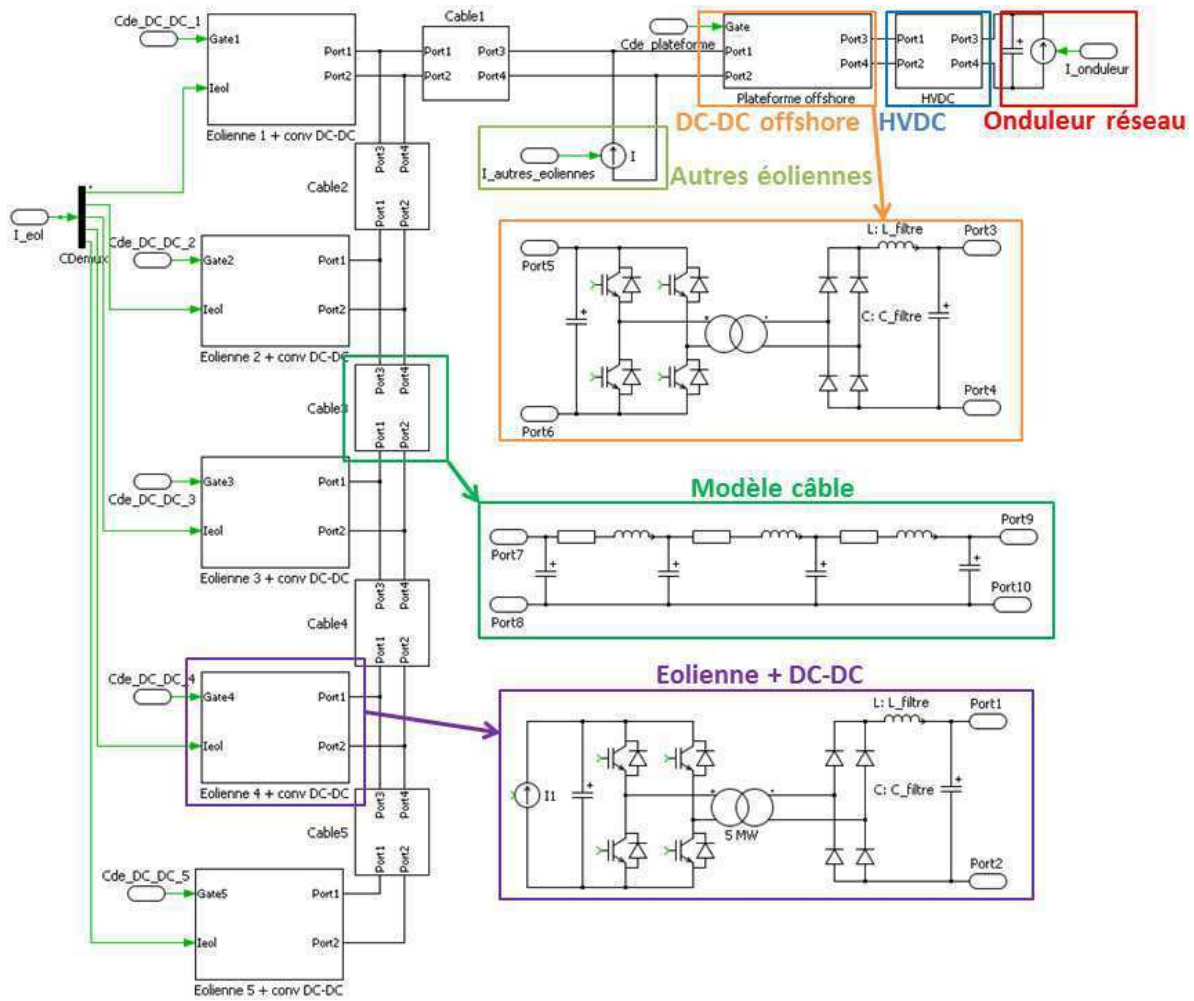 Cde_DC_DC_1
Gate1
Ieol
Port1
Port2
Eolienne 1 + conv DC-DC
Cable1
Port1
Port2
Port3
Port4
Cde_plateforme
Gate
Port1
Port2
Port3
Port4
Plateforme offshore
Port1
Port2
Port3
Port4
HVDC
I_onduleur
DC-DC offshore
HVDC
Onduleur réseau
I_autres_eoliennes
I
Autres éoliennes
Port3
Port4
Cable2
Port1
Port2
I_eol
CDemux
Cde_DC_DC_2
Gate2
Ieol
Port1
Port2
Eolienne 2 + conv DC-DC
Port5
Port6
L: L_filtre
C: C_filtre
Port3
Port4
Port3
Port4
Cable3
Port1
Port2
Cde_DC_DC_3
Gate3
Ieol
Port1
Port2
Eolienne 3 + conv DC-DC
Modèle câble
Port7
Port8
Port9
Port10
Port3
Port4
Cable4
Port1
Port2
Cde_DC_DC_4
Gate4
Ieol
Port1
Port2
Eolienne 4 + conv DC-DC
Eolienne + DC-DC
I1
5 MW
L: L_filtre
C: C_filtre
Port1
Port2
Port3
Port4
Cable5
Port1
Port2
Cde_DC_DC_5
Gate5
Ieol
Port1
Port2
Eolienne 5 + conv DC-DC